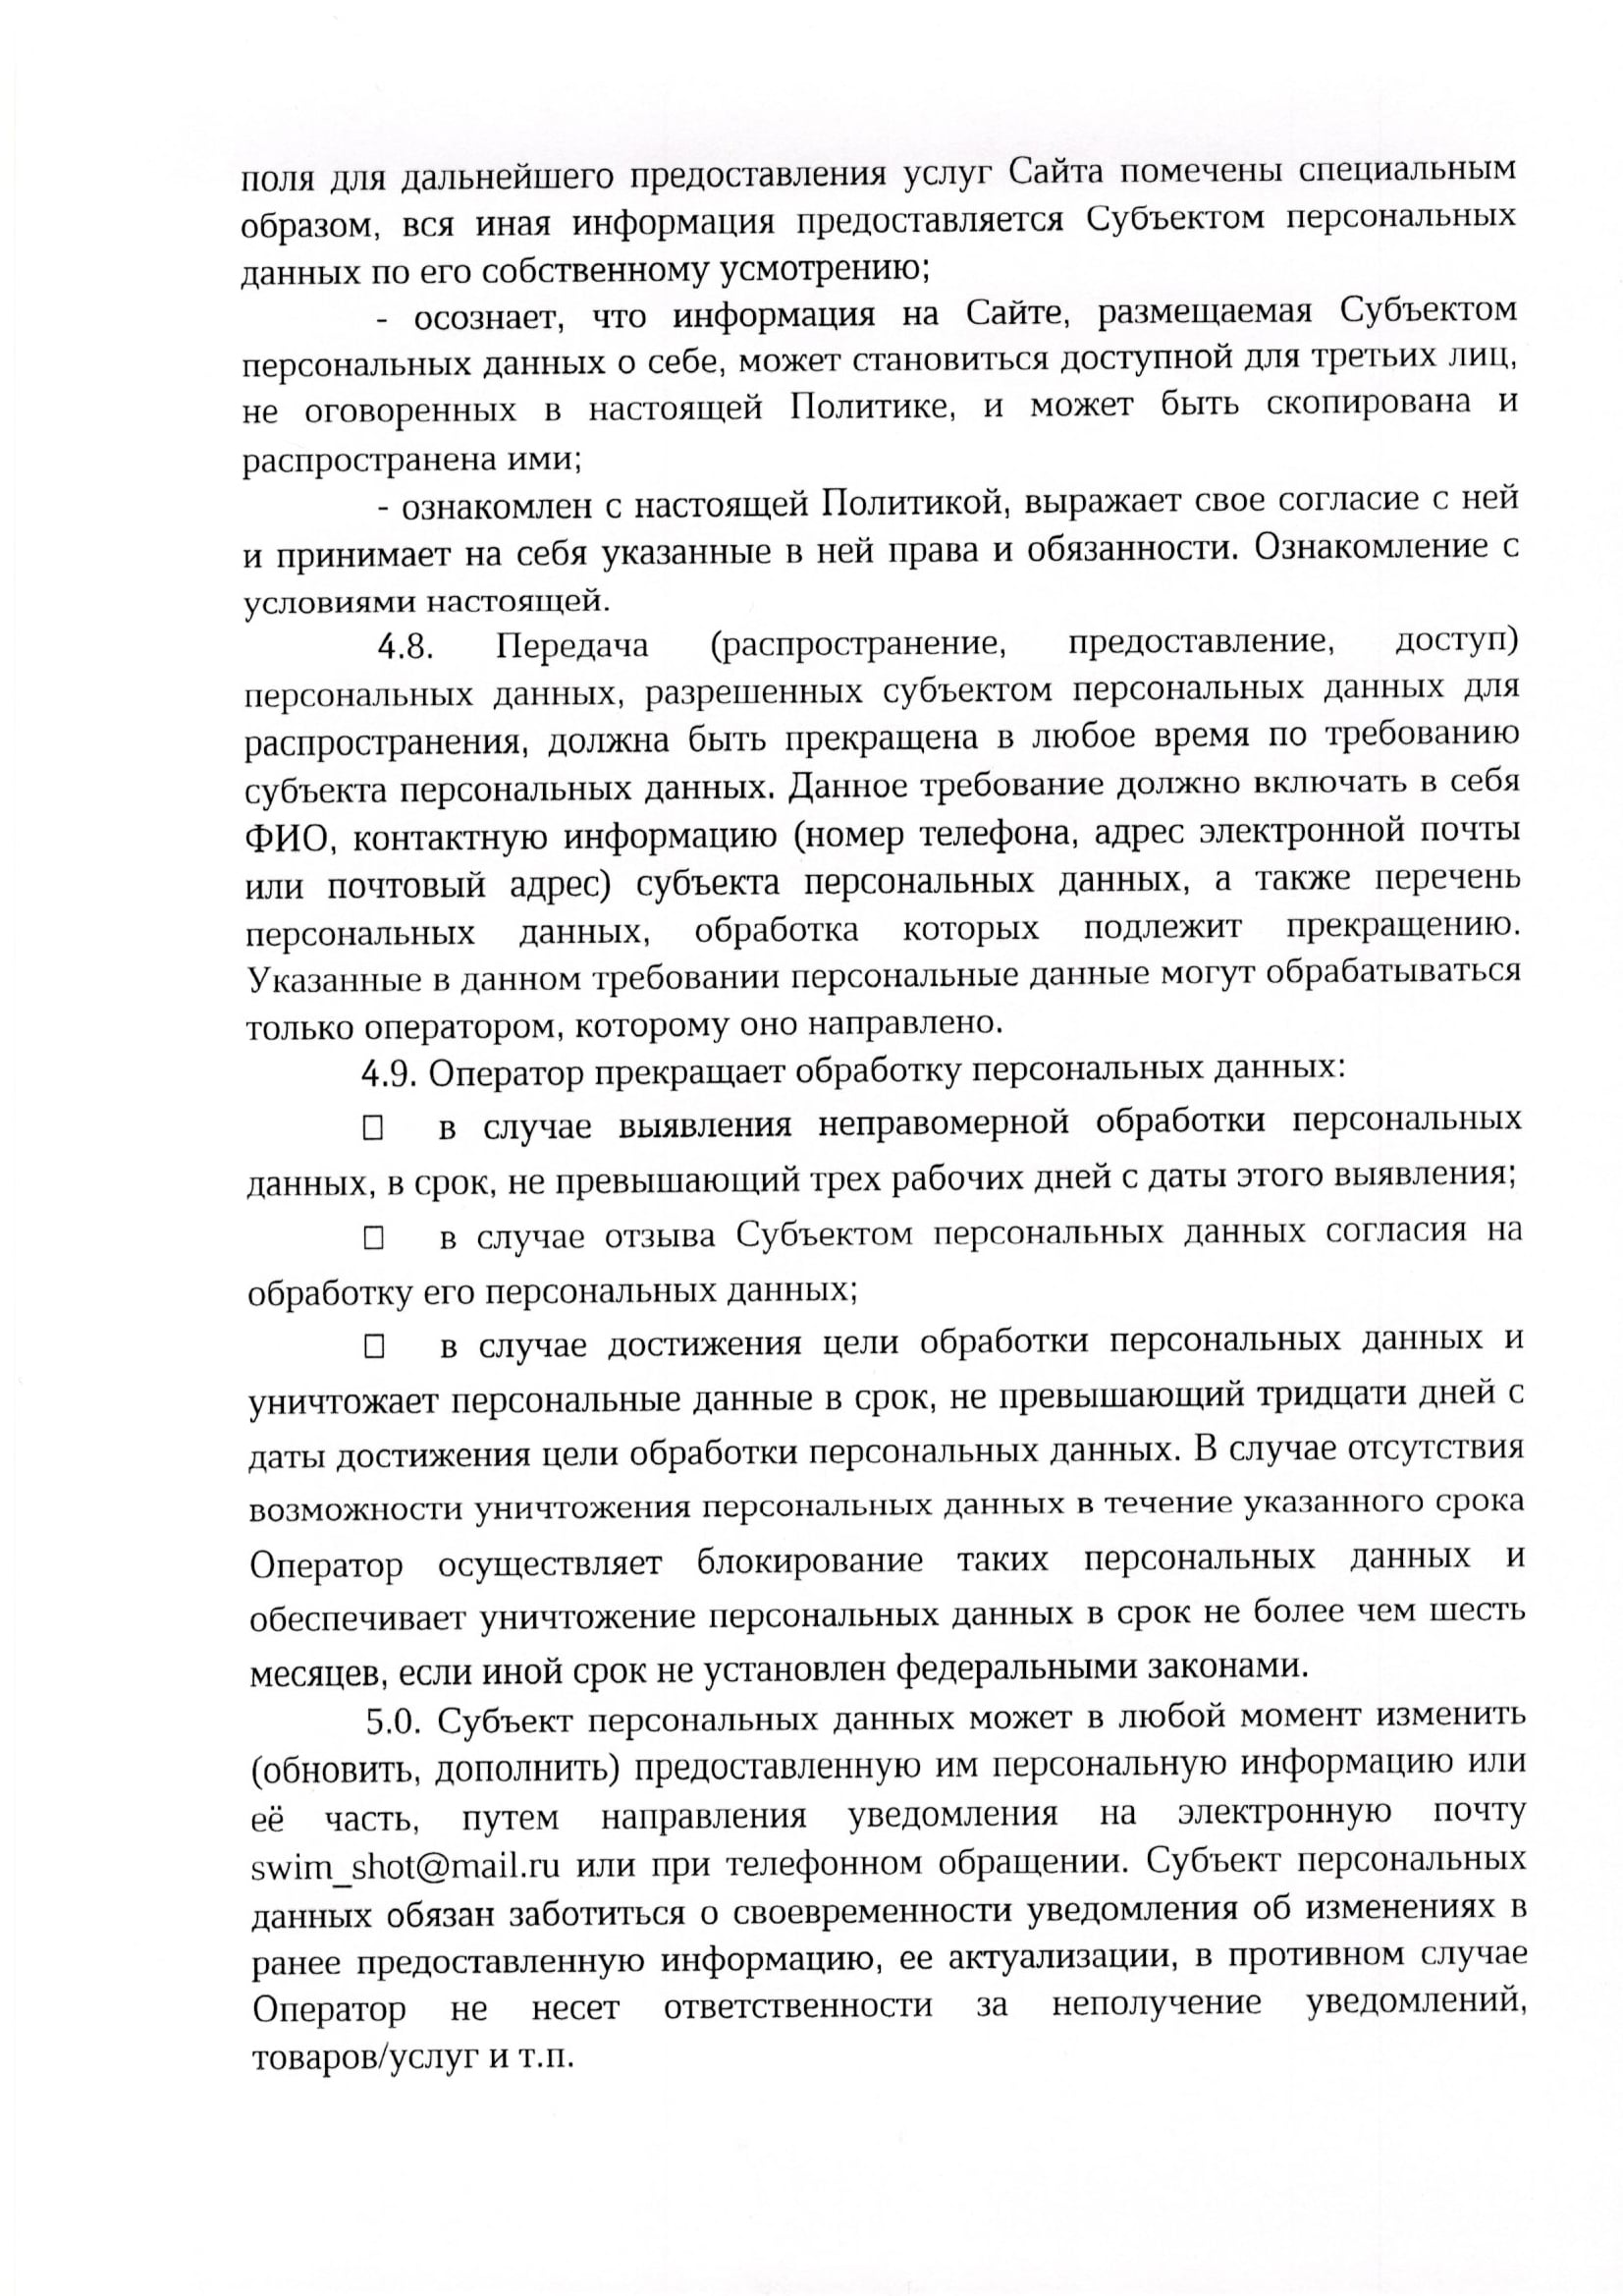 поля для дальнейшего предоставления услуг Сайта помечены специальным
образом, вся иная информация предоставляется Субъектом персональных
данных по его собственному усмотрению;
- осознает, что информация на Сайте, размещаемая Субъектом
персональных данных о себе, может становиться доступной для третьих лиц,
не оговоренных в настоящей Политике, и может быть скопирована и
распространена ими;
- ознакомлен с настоящей Политикой, выражает свое согласие с ней
и принимает на себя указанные в ней права и обязанности. Ознакомление с
условиями настоящей.
4.8. Передача (распространение, предоставление, доступ)
персональных данных, разрешенных субъектом персональных данных для
распространения, должна быть прекращена в любое время по требованию
субъекта персональных данных. Данное требование должно включать в себя
ФИО, контактную информацию (номер телефона, адрес электронной почты
или почтовый адрес) субъекта персональных данных, а также перечень
персональных данных, обработка которых подлежит прекращению.
Указанные в данном требовании персональные данные могут обрабатываться
только оператором, которому оно направлено.
4.9. Оператор прекращает обработку персональных данных:
□ в случае выявления неправомерной обработки персональных
данных, в срок, не превышающий трех рабочих дней с даты этого выявления;
□ в случае отзыва Субъектом персональных данных согласия на
обработку его персональных данных;
□ в случае достижения цели обработки персональных данных и
уничтожает персональные данные в срок, не превышающий тридцати дней с
даты достижения цели обработки персональных данных. В случае отсутствия
возможности уничтожения персональных данных в течение указанного срока
Оператор осуществляет блокирование таких персональных данных и
обеспечивает уничтожение персональных данных в срок не более чем шесть
месяцев, если иной срок не установлен федеральными законами.
5.0. Субъект персональных данных может в любой момент изменить
(обновить, дополнить) предоставленную им персональную информацию или
её часть, путем направления уведомления на электронную почту
swim_shot@mail.ru или при телефонном обращении. Субъект персональных
данных обязан заботиться о своевременности уведомления об изменениях в
ранее предоставленную информацию, ее актуализации, в противном случае
Оператор не несет ответственности за неполучение уведомлений,
товаров/услуг и т.п.